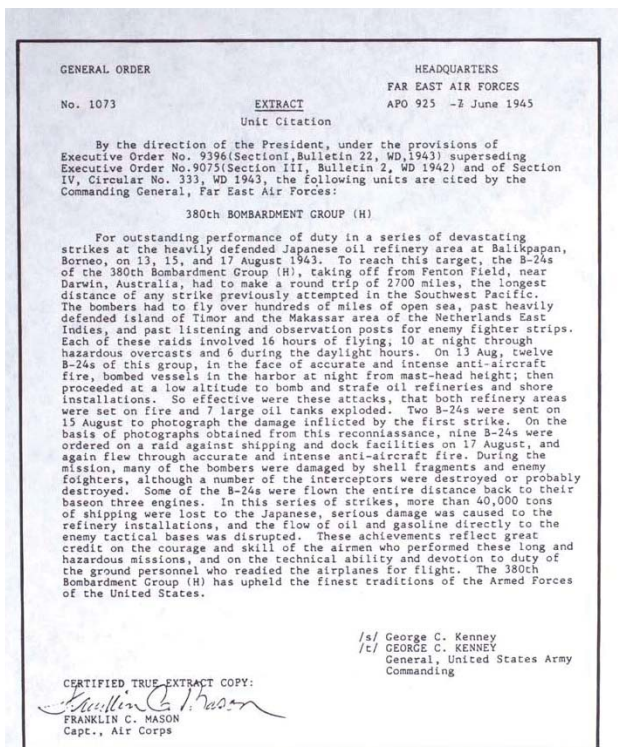 GENERAL ORDER
HEADQUARTERS
FAR EAST AIR FORCES
No. 1073
EXTRACT
APO 925 -7 June 1945
Unit Citation
By the direction of the President, under the provisions of
Executive Order No. 9396(SectionI,Bulletin 22, WD,1943) superseding
Executive Order No.9075(Section III, Bulletin 2, WD 1942) and of Section
IV, Circular No. 333, WD 1943, the following units are cited by the
Commanding General, Far East Air Forces:
380th BOMBARDMENT GROUP (H)
For outstanding performance of duty in a series of devastating
strikes at the heavily defended Japanese oil refinery area at Balikpapan,
Borneo, on 13, 15, and 17 August 1943. To reach this target, the B-24s
of the 380th Bombardment Group (H), taking off from Fenton Field, near
Darwin, Australia, had to make a round trip of 2700 miles, the longest
distance of any strike previously attempted in the Southwest Pacific.
The bombers had to fly over hundreds of miles of open sea, past heavily
defended island of Timor and the Makassar area of the Netherlands East
Indies, and past listening and observation posts for enemy fighter strips.
Each of these raids involved 16 hours of flying, 10 at night through
hazardous overcasts and 6 during the daylight hours. On 13 Aug, twelve
B-24s of this group, in the face of accurate and intense anti-aircraft
fire, bombed vessels in the harbor at night from mast-head height; then
proceeded at a low altitude to bomb and strafe oil refineries and shore
installations. So effective were these attacks, that both refinery areas
were set on fire and 7 large oil tanks exploded. Two B-24s were sent on
15 August to photograph the damage inflicted by the first strike. On the
basis of photographs obtained from this reconniassance, nine B-24s were
ordered on a raid against shipping and dock facilities on 17 August, and
again flew through accurate and intense anti-aircraft fire. During the
mission, many of the bombers were damaged by shell fragments and enemy
foighters, although a number of the interceptors were destroyed or probably
destroyed. Some of the B-24s were flown the entire distance back to their
baseon three engines. In this series of strikes, more than 40,000 tons
of shipping were lost to the Japanese, serious damage was caused to the
refinery installations, and the flow of oil and gasoline directly to the
enemy tactical bases was disrupted. These achievements reflect great
credit on the courage and skill of the airmen who performed these long and
hazardous missions, and on the technical ability and devotion to duty of
the ground personnel who readied the airplanes for flight. The 380th
Bombardment Group (H) has upheld the finest traditions of the Armed Forces
of the United States.
/s/ George C. Kenney
/t/ GEORGE C. KENNEY
General, United States Army
Commanding
CERTIFIED TRUE EXTRACT COPY:
Franklin C. Mason
FRANKLIN C. MASON
Capt., Air Corps